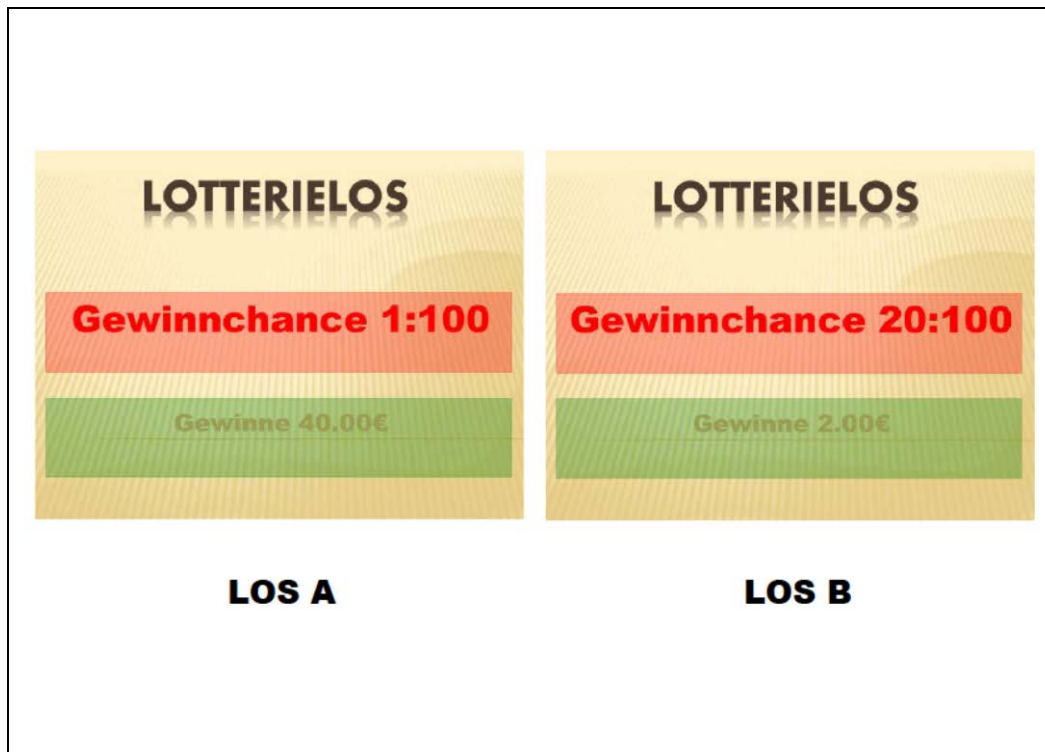 LOTTERIELOS
Gewinnchance 1:100
Gewinne 40.00€
LOS A
LOTTERIELOS
Gewinnchance 20:100
Gewinne 2.00€
LOS B